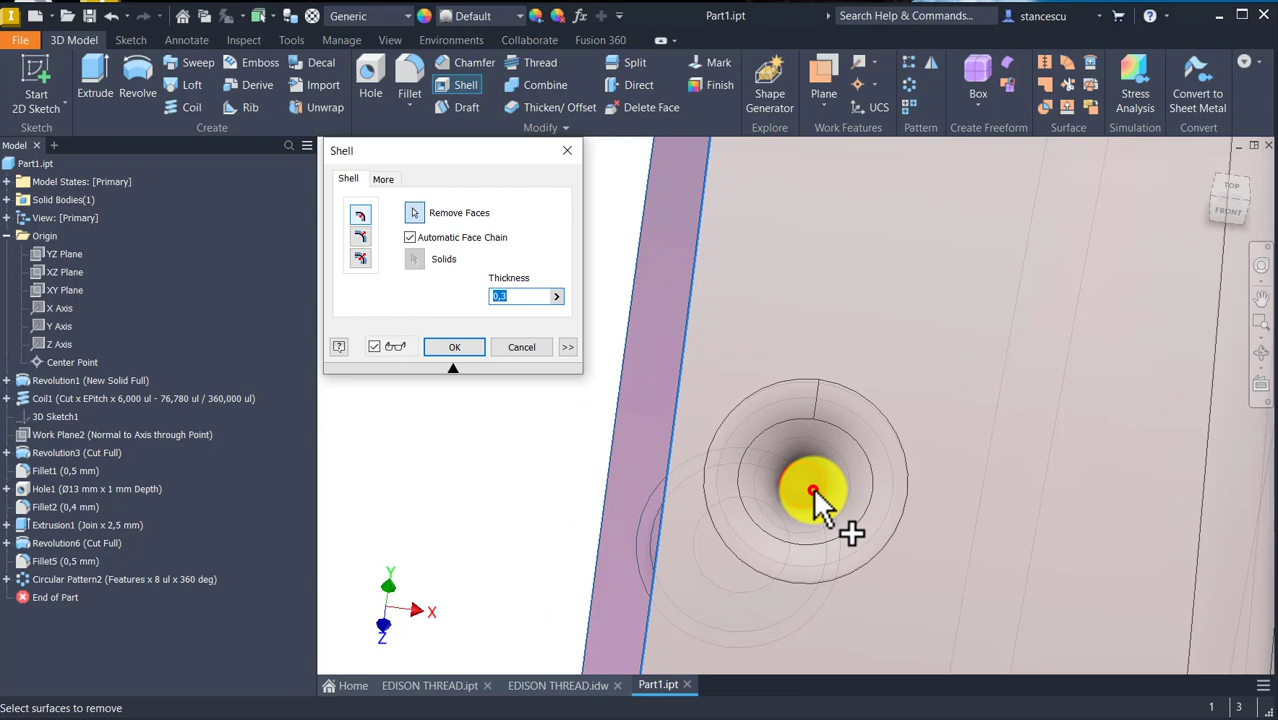 Generic
Default
Part1.ipt
Search Help & Commands...
stancescu
File
3D Model
Sketch
Annotate
Inspect
Tools
Manage
View
Environments
Collaborate
Fusion 360
Start
2D Sketch
Extrude
Revolve
Sweep
Loft
Coil
Emboss
Derive
Rib
Decal
Import
Unwrap
Hole
Fillet
Chamfer
Shell
Draft
Thread
Combine
Thicken/ Offset
Split
Direct
Delete Face
Mark
Finish
Shape
Generator
Plane
UCS
Box
Stress
Analysis
Convert to
Sheet Metal
Sketch
Create
Modify
Explore
Work Features
Pattern
Create Freeform
Surface
Simulation
Convert
Model
Part1.ipt
Model States: [Primary]
Solid Bodies(1)
View: [Primary]
Origin
YZ Plane
XZ Plane
XY Plane
X Axis
Y Axis
Z Axis
Center Point
Revolution1 (New Solid Full)
Coil1 (Cut x EPitch x 6,000 ul - 76,780 ul / 360,000 ul)
3D Sketch1
Work Plane2 (Normal to Axis through Point)
Revolution3 (Cut Full)
Fillet1 (0,5 mm)
Hole1 (Ø13 mm x 1 mm Depth)
Fillet2 (0,4 mm)
Extrusion1 (Join x 2,5 mm)
Revolution6 (Cut Full)
Fillet5 (0,5 mm)
Circular Pattern2 (Features x 8 ul x 360 deg)
End of Part
Shell
Shell
More
Remove Faces
Automatic Face Chain
Solids
Thickness
0,3
OK
Cancel
>>
TOP
FRONT
Y
X
Z
Home
EDISON THREAD.ipt
EDISON THREAD.idw
Part1.ipt
Select surfaces to remove
1
3